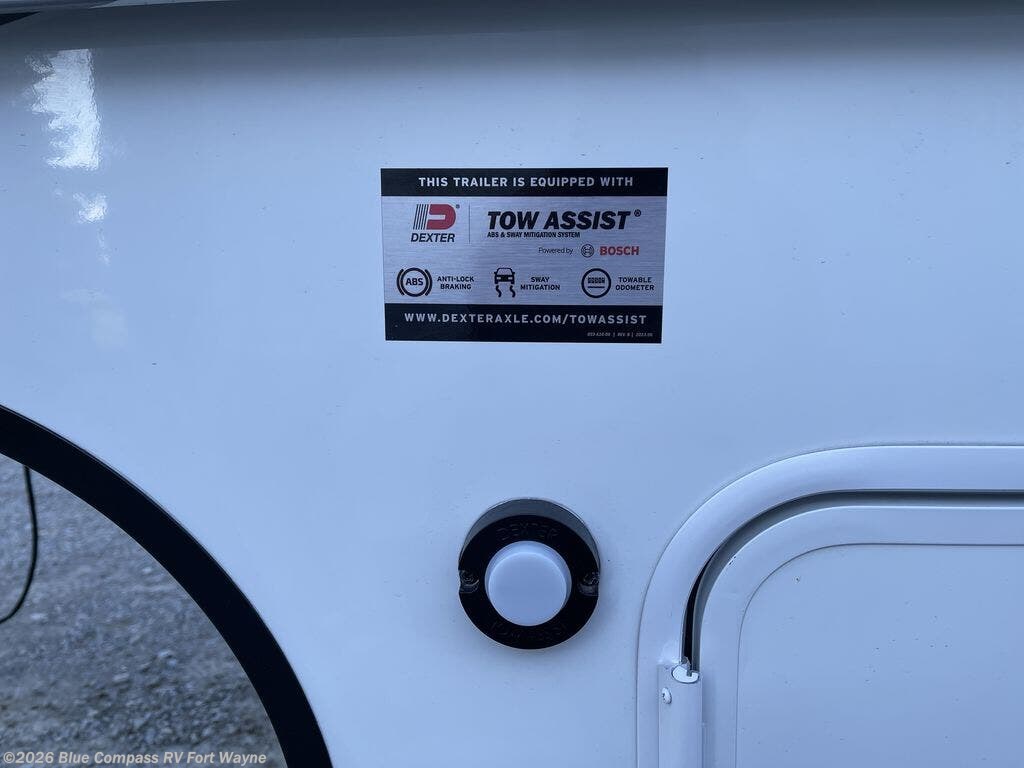 THIS TRAILER IS EQUIPPED WITH
DEXTER
TOW ASSIST®
ABS & SWAY MITIGATION SYSTEM
Powered by BOSCH
ABS
ANTI-LOCK
BRAKING
SWAY
MITIGATION
TOWABLE
ODOMETER
WWW.DEXTERAXLE.COM/TOWASSIST
DEXTER
©2026 Blue Compass RV Fort Wayne